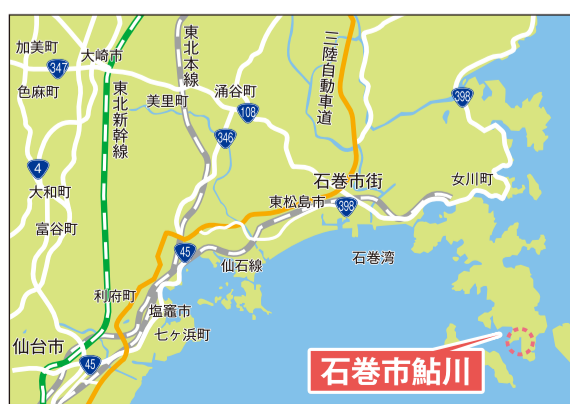 加美町
大崎市
347
色麻町
東北新幹線
東北本線
美里町
涌谷町
108
346
三陸自動車道
398
4
大和町
富谷町
石巻市街
女川町
東松島市
398
45
仙石線
石巻湾
利府町
塩竈市
七ヶ浜町
仙台市
45
石巻市鮎川